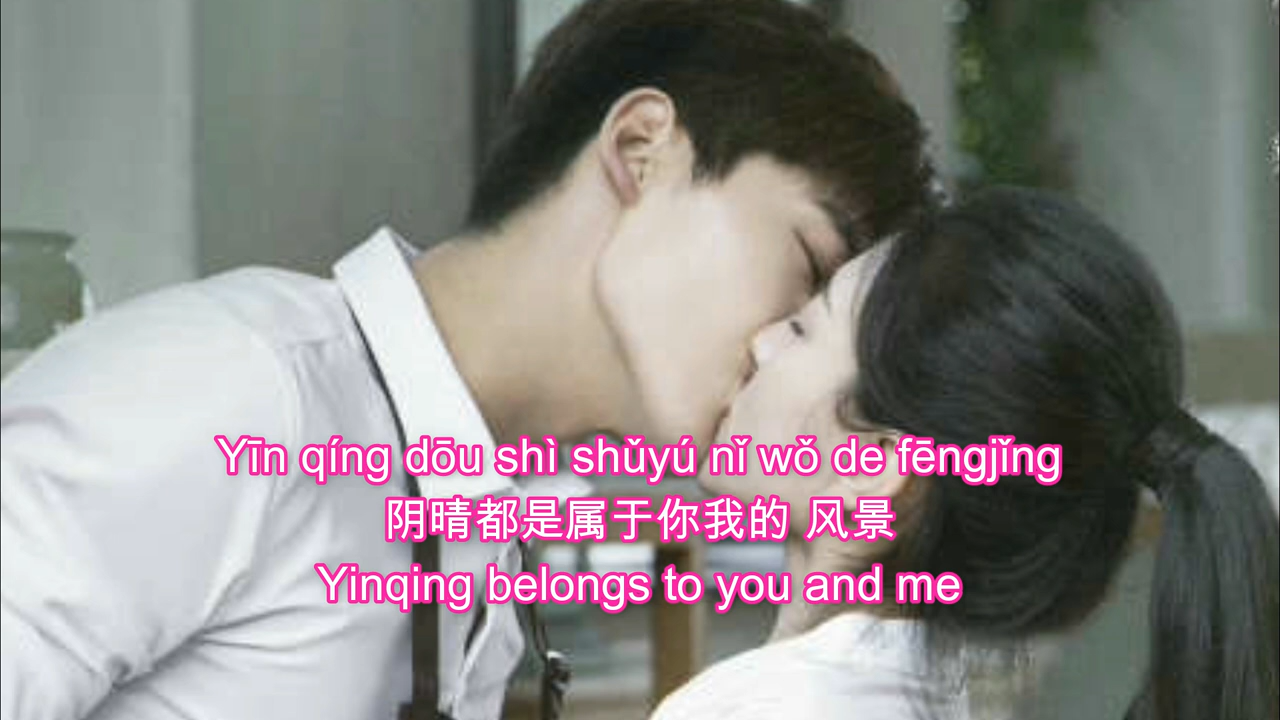 Yīn qíng dōu shì shǔyú nǐ wǒ de fēngjǐng
阴晴都是属于你我的 风景
Yinqing belongs to you and me